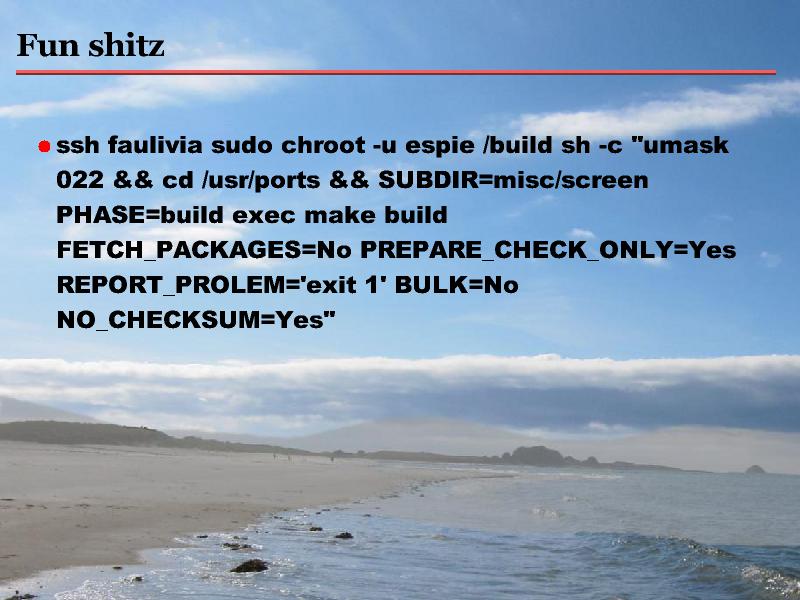 Fun shitz
ssh faulivia sudo chroot -u espie /build sh -c "umask
022 && cd /usr/ports && SUBDIR=misc/screen
PHASE=build exec make build
FETCH_PACKAGES=No PREPARE_CHECK_ONLY=Yes
REPORT_PROLEM='exit 1' BULK=No
NO_CHECKSUM=Yes"